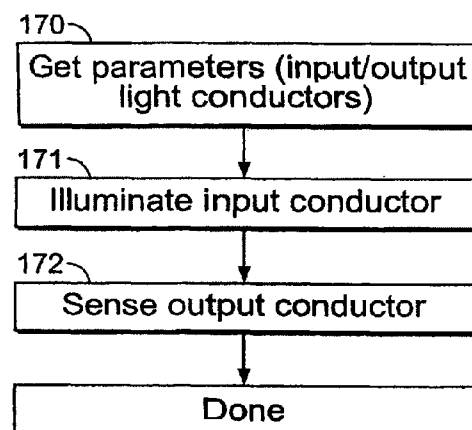 170
Get parameters (input/output
light conductors)
171
Illuminate input conductor
172
Sense output conductor
Done